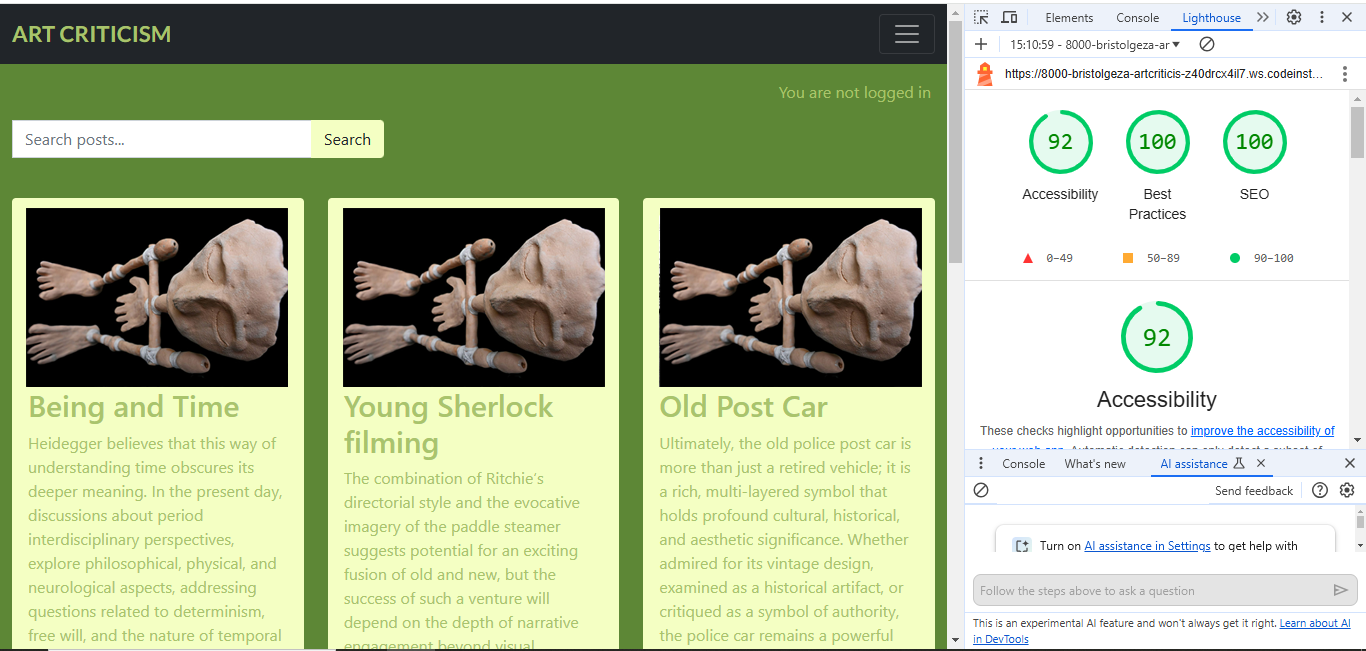 ART CRITICISM
You are not logged in
Search posts... Search
Being and Time
Heidegger believes that this way of
understanding time obscures its
deeper meaning. In the present day,
discussions about period
interdisciplinary perspectives,
explore philosophical, physical, and
neurological aspects, addressing
questions related to determinism,
free will, and the nature of temporal
Young Sherlock
filming
The combination of Ritchie's
directorial style and the evocative
imagery of the paddle steamer
suggests potential for an exciting
fusion of old and new, but the
success of such a venture will
depend on the depth of narrative
engagement beyond visual
Old Post Car
Ultimately, the old police post car is
more than just a retired vehicle; it is
a rich, multi-layered symbol that
holds profound cultural, historical,
and aesthetic significance. Whether
admired for its vintage design,
examined as a historical artifact, or
critiqued as a symbol of authority,
the police car remains a powerful
Elements Console Lighthouse
15:10:59 - 8000-bristolgeza-ar
https://8000-bristolgeza-artcriticis-z40drcx4il7.ws.codeinst...
92 100 100
Accessibility Best Practices SEO
0–49 50–89 90–100
92
Accessibility
These checks highlight opportunities to improve the accessibility of
your web app. Automatic detection can only detect a subset of
Console What's new AI assistance
Send feedback
Turn on AI assistance in Settings to get help with
Follow the steps above to ask a question
This is an experimental AI feature and won't always get it right. Learn about AI
in DevTools